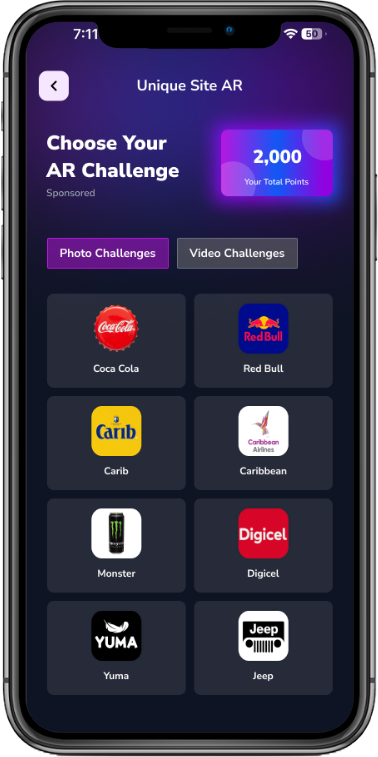 7:11
50
Unique Site AR
Choose Your
AR Challenge
Sponsored
2,000
Your Total Points
Photo Challenges
Video Challenges
Coca-Cola
Coca Cola
Red Bull
Red Bull
Carib
Carib
Caribbean
Airlines
Caribbean
Monster
Digicel
Digicel
YUMA
Yuma
Jeep
Jeep